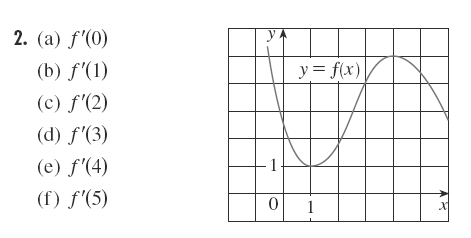 2. (a) f′(0)
(b) f′(1)
(c) f′(2)
(d) f′(3)
(e) f′(4)
(f) f′(5)
y
y = f(x)
1
0 1 x